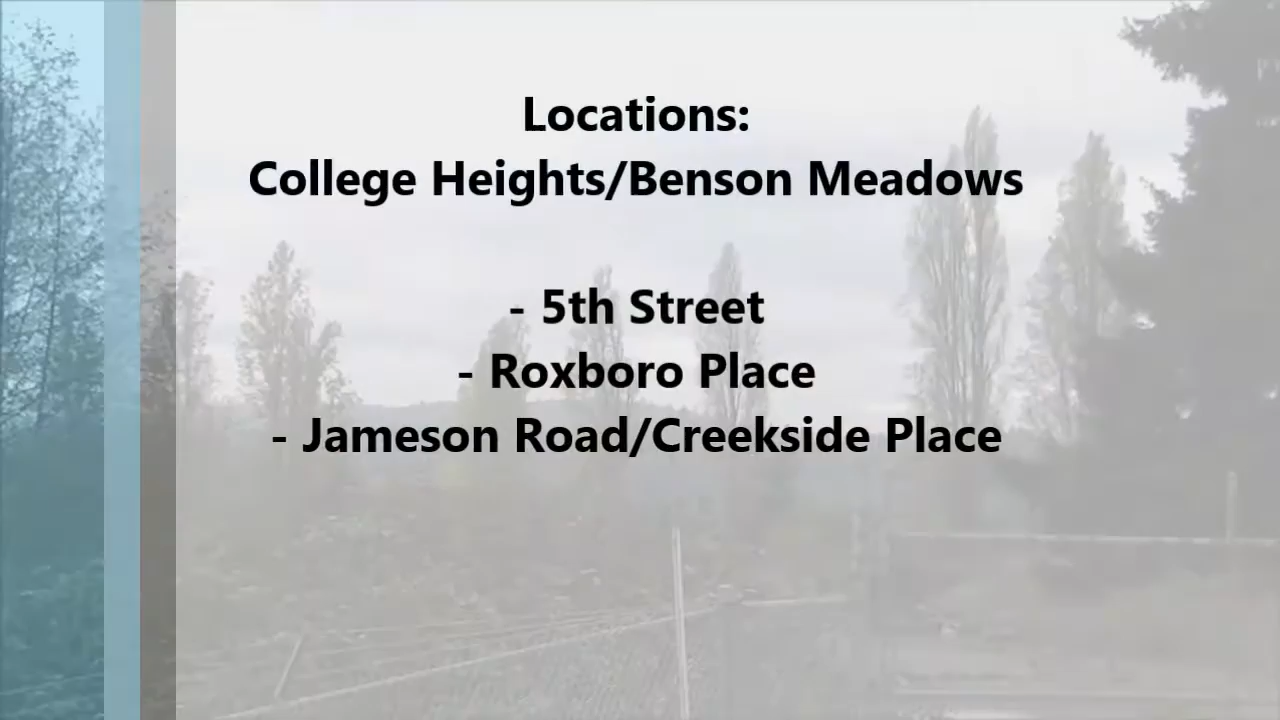 Locations:
College Heights/Benson Meadows
- 5th Street
- Roxboro Place
- Jameson Road/Creekside Place